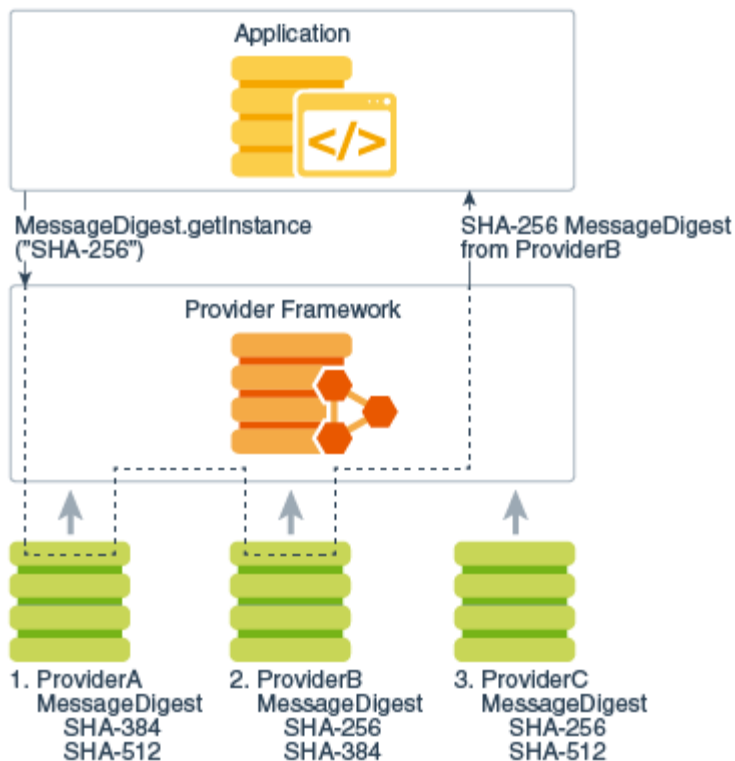 Application
</>
MessageDigest.getInstance
("SHA-256")
SHA-256 MessageDigest
from ProviderB
Provider Framework
1. ProviderA
MessageDigest
SHA-384
SHA-512
2. ProviderB
MessageDigest
SHA-256
SHA-384
3. ProviderC
MessageDigest
SHA-256
SHA-512